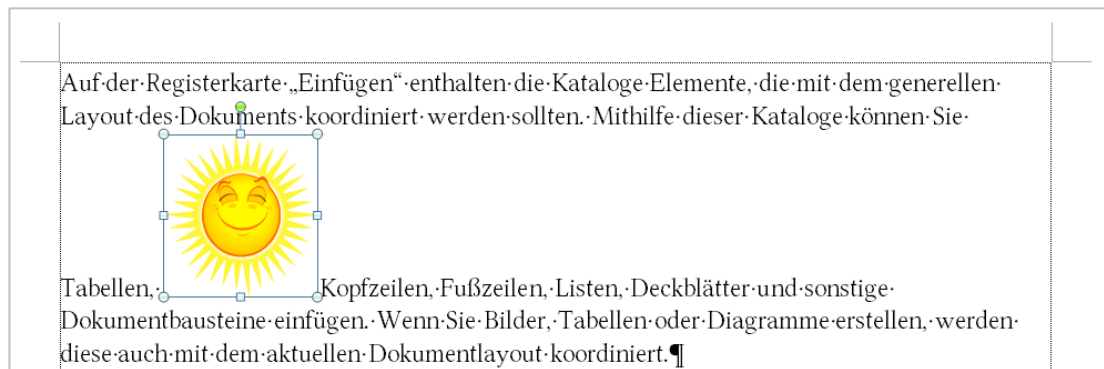 Auf der Registerkarte „Einfügen“ enthalten die Kataloge Elemente, die mit dem generellen
Layout des Dokuments koordiniert werden sollten. Mithilfe dieser Kataloge können Sie
Tabellen, Kopfzeilen, Fußzeilen, Listen, Deckblätter und sonstige
Dokumentbausteine einfügen. Wenn Sie Bilder, Tabellen oder Diagramme erstellen, werden
diese auch mit dem aktuellen Dokumentlayout koordiniert.¶